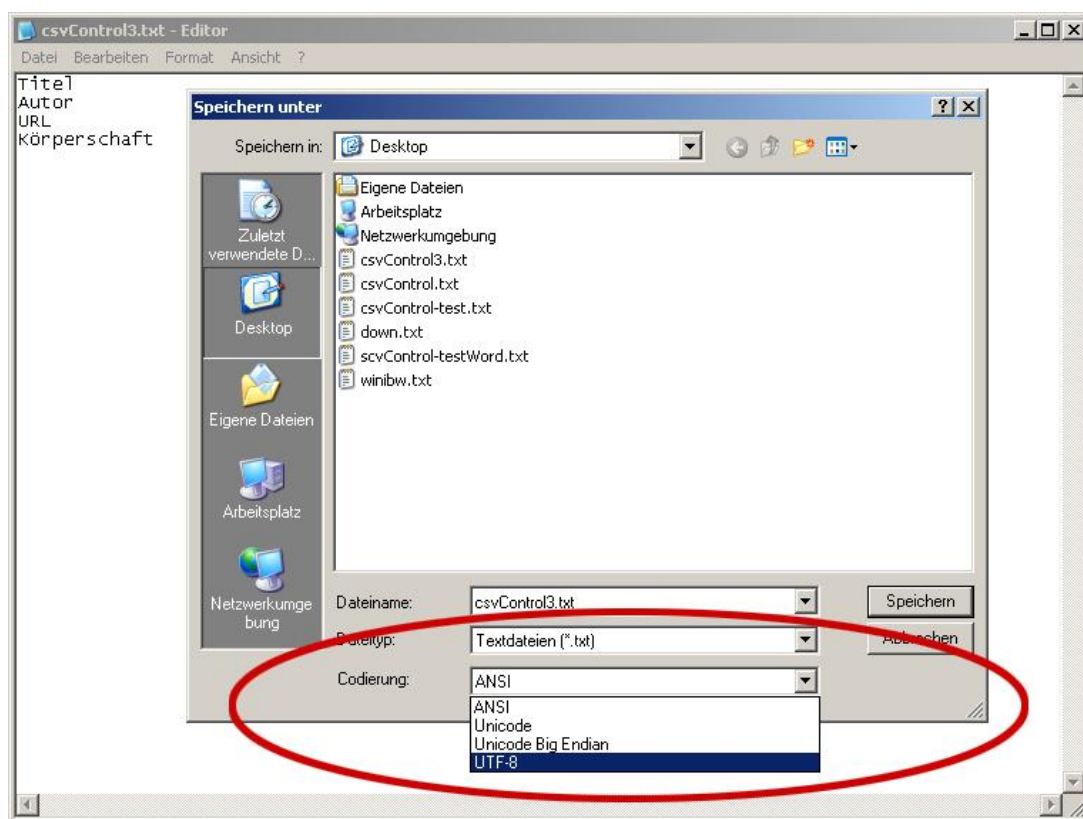 csvControl3.txt - Editor
Datei Bearbeiten Format Ansicht ?
Titel
Autor
URL
Körperschaft
Speichern unter
Speichern in: Desktop
Zuletzt
verwendete D...
Desktop
Eigene Dateien
Arbeitsplatz
Netzwerkumge
bung
Eigene Dateien
Arbeitsplatz
Netzwerkumgebung
csvControl3.txt
csvControl.txt
csvControl-test.txt
down.txt
scvControl-testWord.txt
winibw.txt
Dateiname: csvControl3.txt Speichern
Dateityp: Textdateien (*.txt) Abbrechen
Codierung: ANSI
ANSI
Unicode
Unicode Big Endian
UTF-8